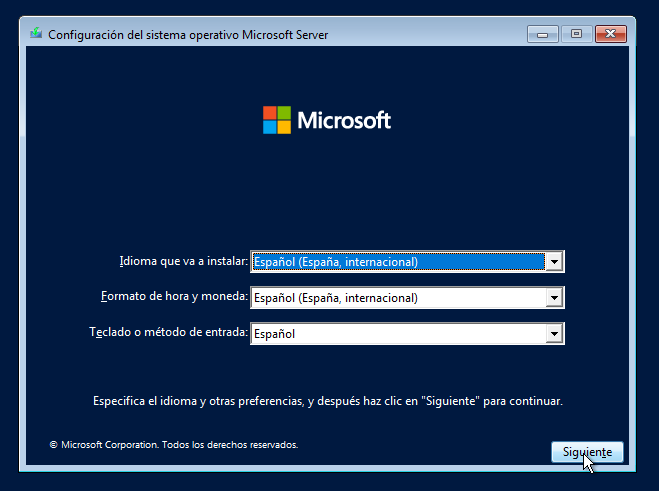 Configuración del sistema operativo Microsoft Server
Microsoft
Idioma que va a instalar: Español (España, internacional)
Formato de hora y moneda: Español (España, internacional)
Teclado o método de entrada: Español
Especifica el idioma y otras preferencias, y después haz clic en "Siguiente" para continuar.
© Microsoft Corporation. Todos los derechos reservados.
Siguiente